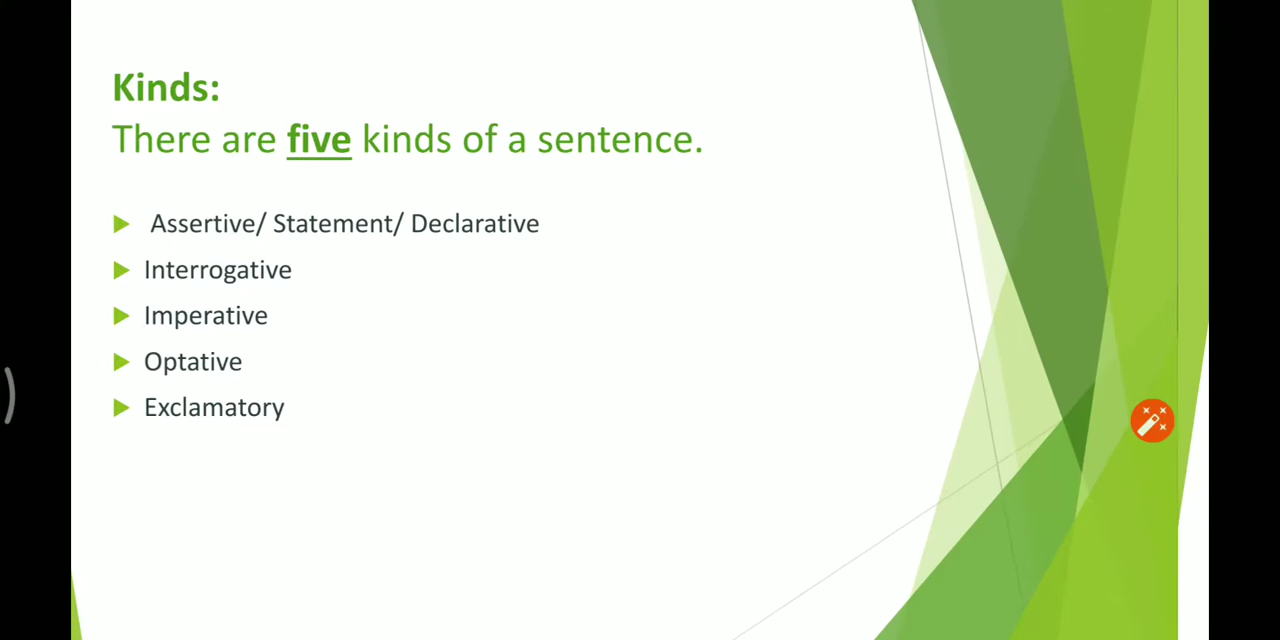 Kinds:
There are five kinds of a sentence.
Assertive/ Statement/ Declarative
Interrogative
Imperative
Optative
Exclamatory